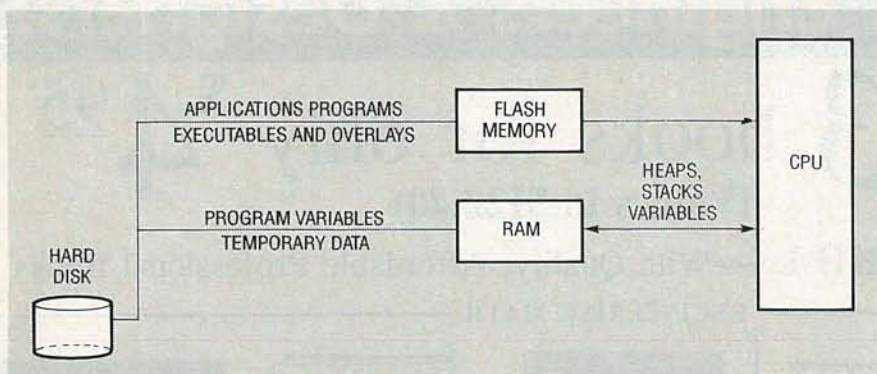 APPLICATIONS PROGRAMS
EXECUTABLES AND OVERLAYS
FLASH
MEMORY
CPU
HEAPS,
STACKS
VARIABLES
PROGRAM VARIABLES
TEMPORARY DATA
RAM
HARD
DISK